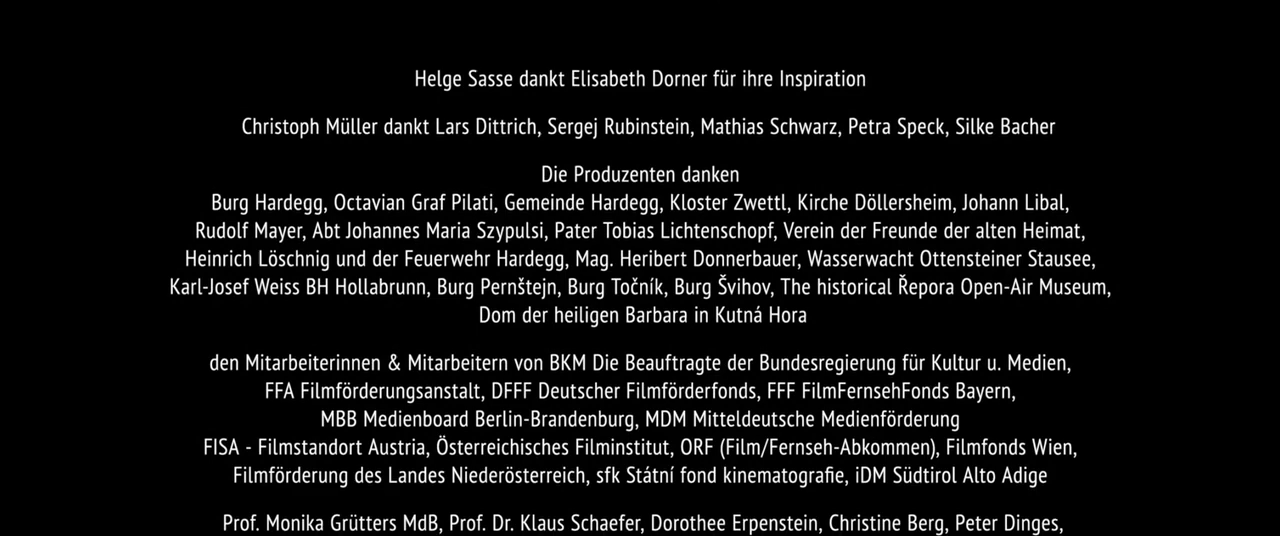 Helge Sasse dankt Elisabeth Dorner für ihre Inspiration
Christoph Müller dankt Lars Dittrich, Sergej Rubinstein, Mathias Schwarz, Petra Speck, Silke Bacher
Die Produzenten danken
Burg Hardegg, Octavian Graf Pilati, Gemeinde Hardegg, Kloster Zwettl, Kirche Döllersheim, Johann Libal,
Rudolf Mayer, Abt Johannes Maria Szypulsi, Pater Tobias Lichtenschopf, Verein der Freunde der alten Heimat,
Heinrich Löschnig und der Feuerwehr Hardegg, Mag. Heribert Donnerbauer, Wasserwacht Ottensteiner Stausee,
Karl-Josef Weiss BH Hollabrunn, Burg Pernštejn, Burg Točník, Burg Švihov, The historical Řepora Open-Air Museum,
Dom der heiligen Barbara in Kutná Hora
den Mitarbeiterinnen & Mitarbeitern von BKM Die Beauftragte der Bundesregierung für Kultur u. Medien,
FFA Filmförderungsanstalt, DFFF Deutscher Filmförderfonds, FFF FilmFernsehFonds Bayern,
MBB Medienboard Berlin-Brandenburg, MDM Mitteldeutsche Medienförderung
FISA - Filmstandort Austria, Österreichisches Filminstitut, ORF (Film/Fernseh-Abkommen), Filmfonds Wien,
Filmförderung des Landes Niederösterreich, sfk Státní fond kinematografie, iDM Südtirol Alto Adige
Prof. Monika Grütters MdB, Prof. Dr. Klaus Schaefer, Dorothee Erpenstein, Christine Berg, Peter Dinges,